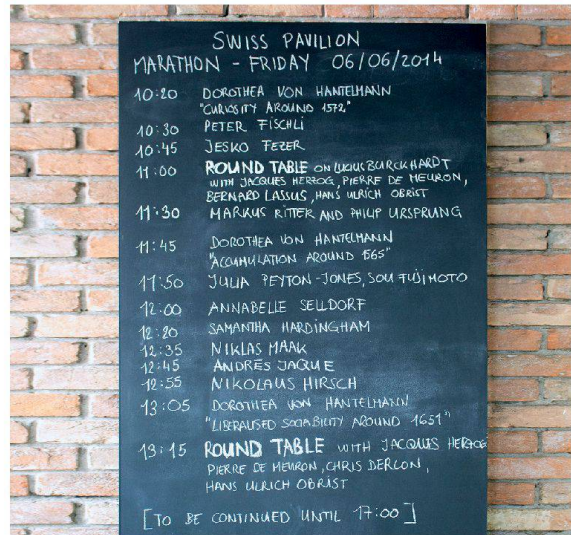 SWISS PAVILION
MARATHON - FRIDAY 06/06/2014
10:20 DOROTHEA VON HANTELMANN
"CURIOSITY AROUND 1572"
10:30 PETER FISCHLI
10:45 JESKO FEZER
11:00 ROUND TABLE ON LUCIUS BURCKHARDT
WITH JACQUES HERZOG, PIERRE DE MEURON,
BERNARD LASSUS, HANS ULRICH OBRIST
11:30 MARKUS RITTER AND PHILIP URSPRUNG
11:45 DOROTHEA VON HANTELMANN
"ACCUMULATION AROUND 1565"
11:50 JULIA PEYTON-JONES, SOU FUJIMOTO
12:00 ANNABELLE SELLDORF
12:20 SAMANTHA HARDINGHAM
12:35 NIKLAS MAAK
12:45 ANDRÉS JAQUE
12:55 NIKOLAUS HIRSCH
13:05 DOROTHEA VON HANTELMANN
"LIBERALISED SOCIABILITY AROUND 1651"
13:15 ROUND TABLE WITH JACQUES HERZOG
PIERRE DE MEURON, CHRIS DERCON,
HANS ULRICH OBRIST
[TO BE CONTINUED UNTIL 17:00]